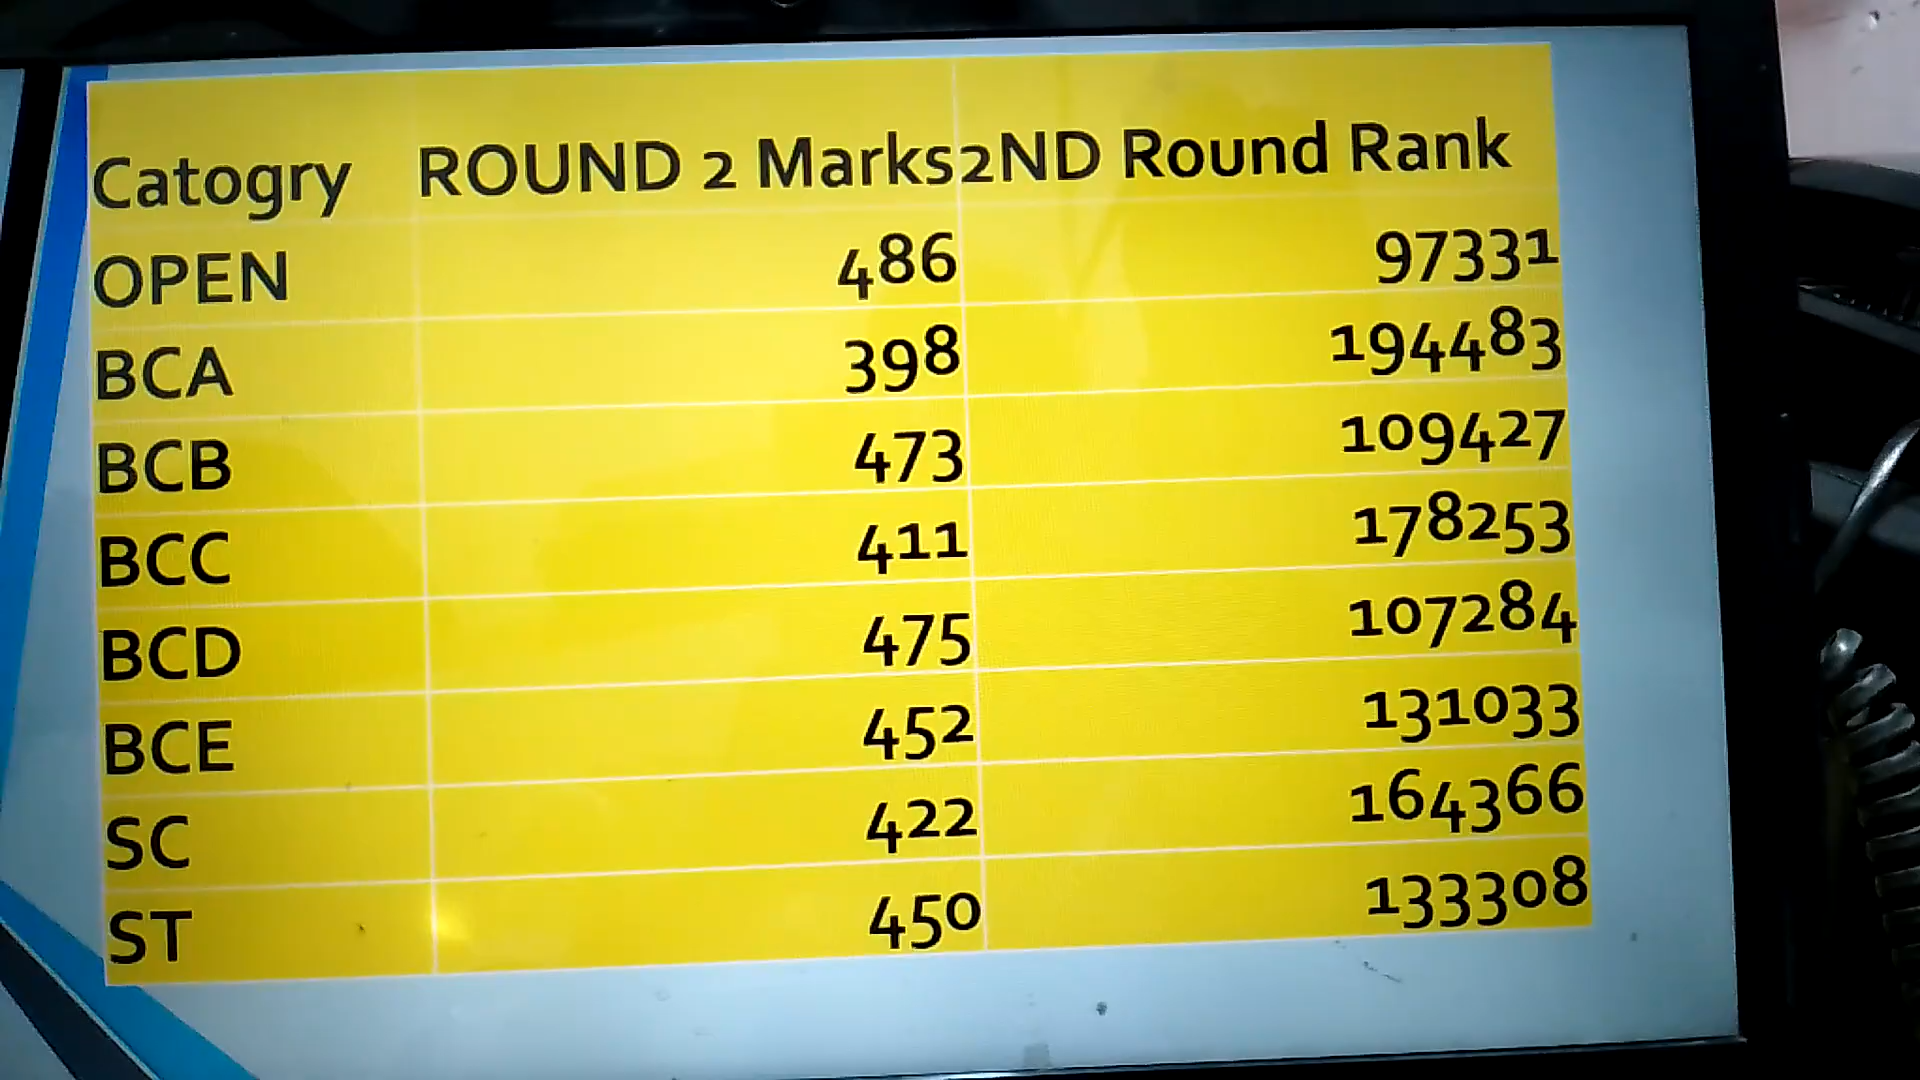 Catogry ROUND 2 Marks 2ND Round Rank
OPEN 486 97331
BCA 398 194483
BCB 473 109427
BCC 411 178253
BCD 475 107284
BCE 452 131033
SC 422 164366
ST 450 133308